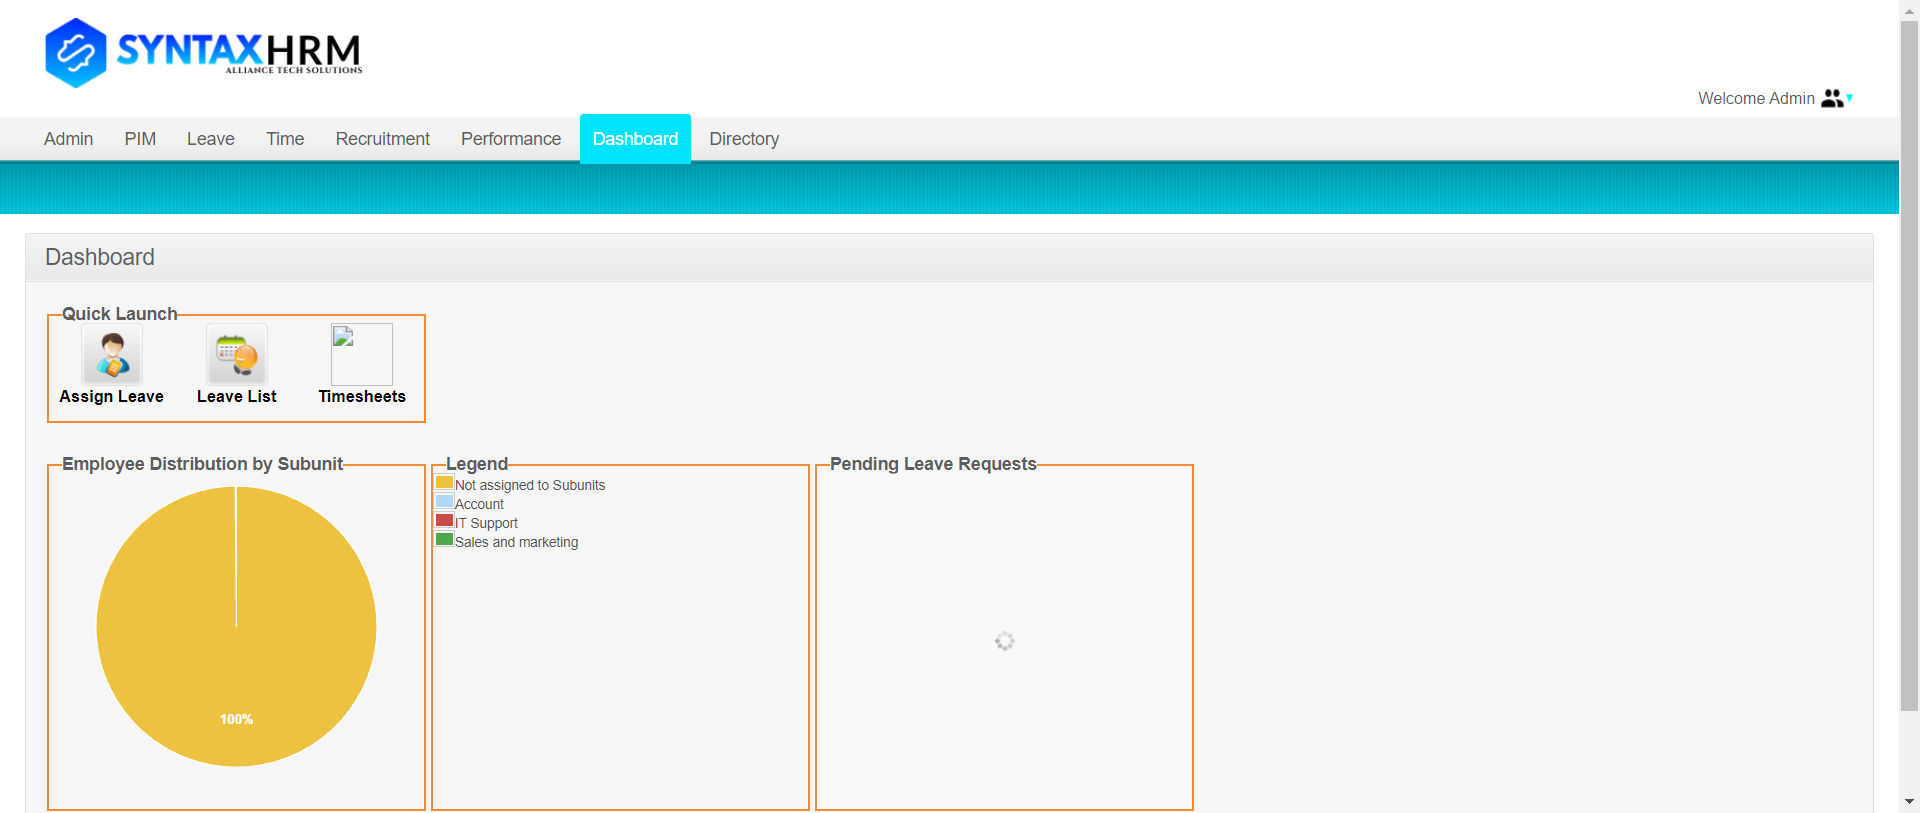 SYNTAXHRM
ALLIANCE TECH SOLUTIONS
Welcome Admin
Admin PIM Leave Time Recruitment Performance Dashboard Directory
Dashboard
Quick Launch
Assign Leave Leave List Timesheets
Employee Distribution by Subunit
100%
Legend
Not assigned to Subunits
Account
IT Support
Sales and marketing
Pending Leave Requests